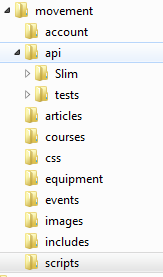 movement
account
api
Slim
tests
articles
courses
css
equipment
events
images
includes
scripts